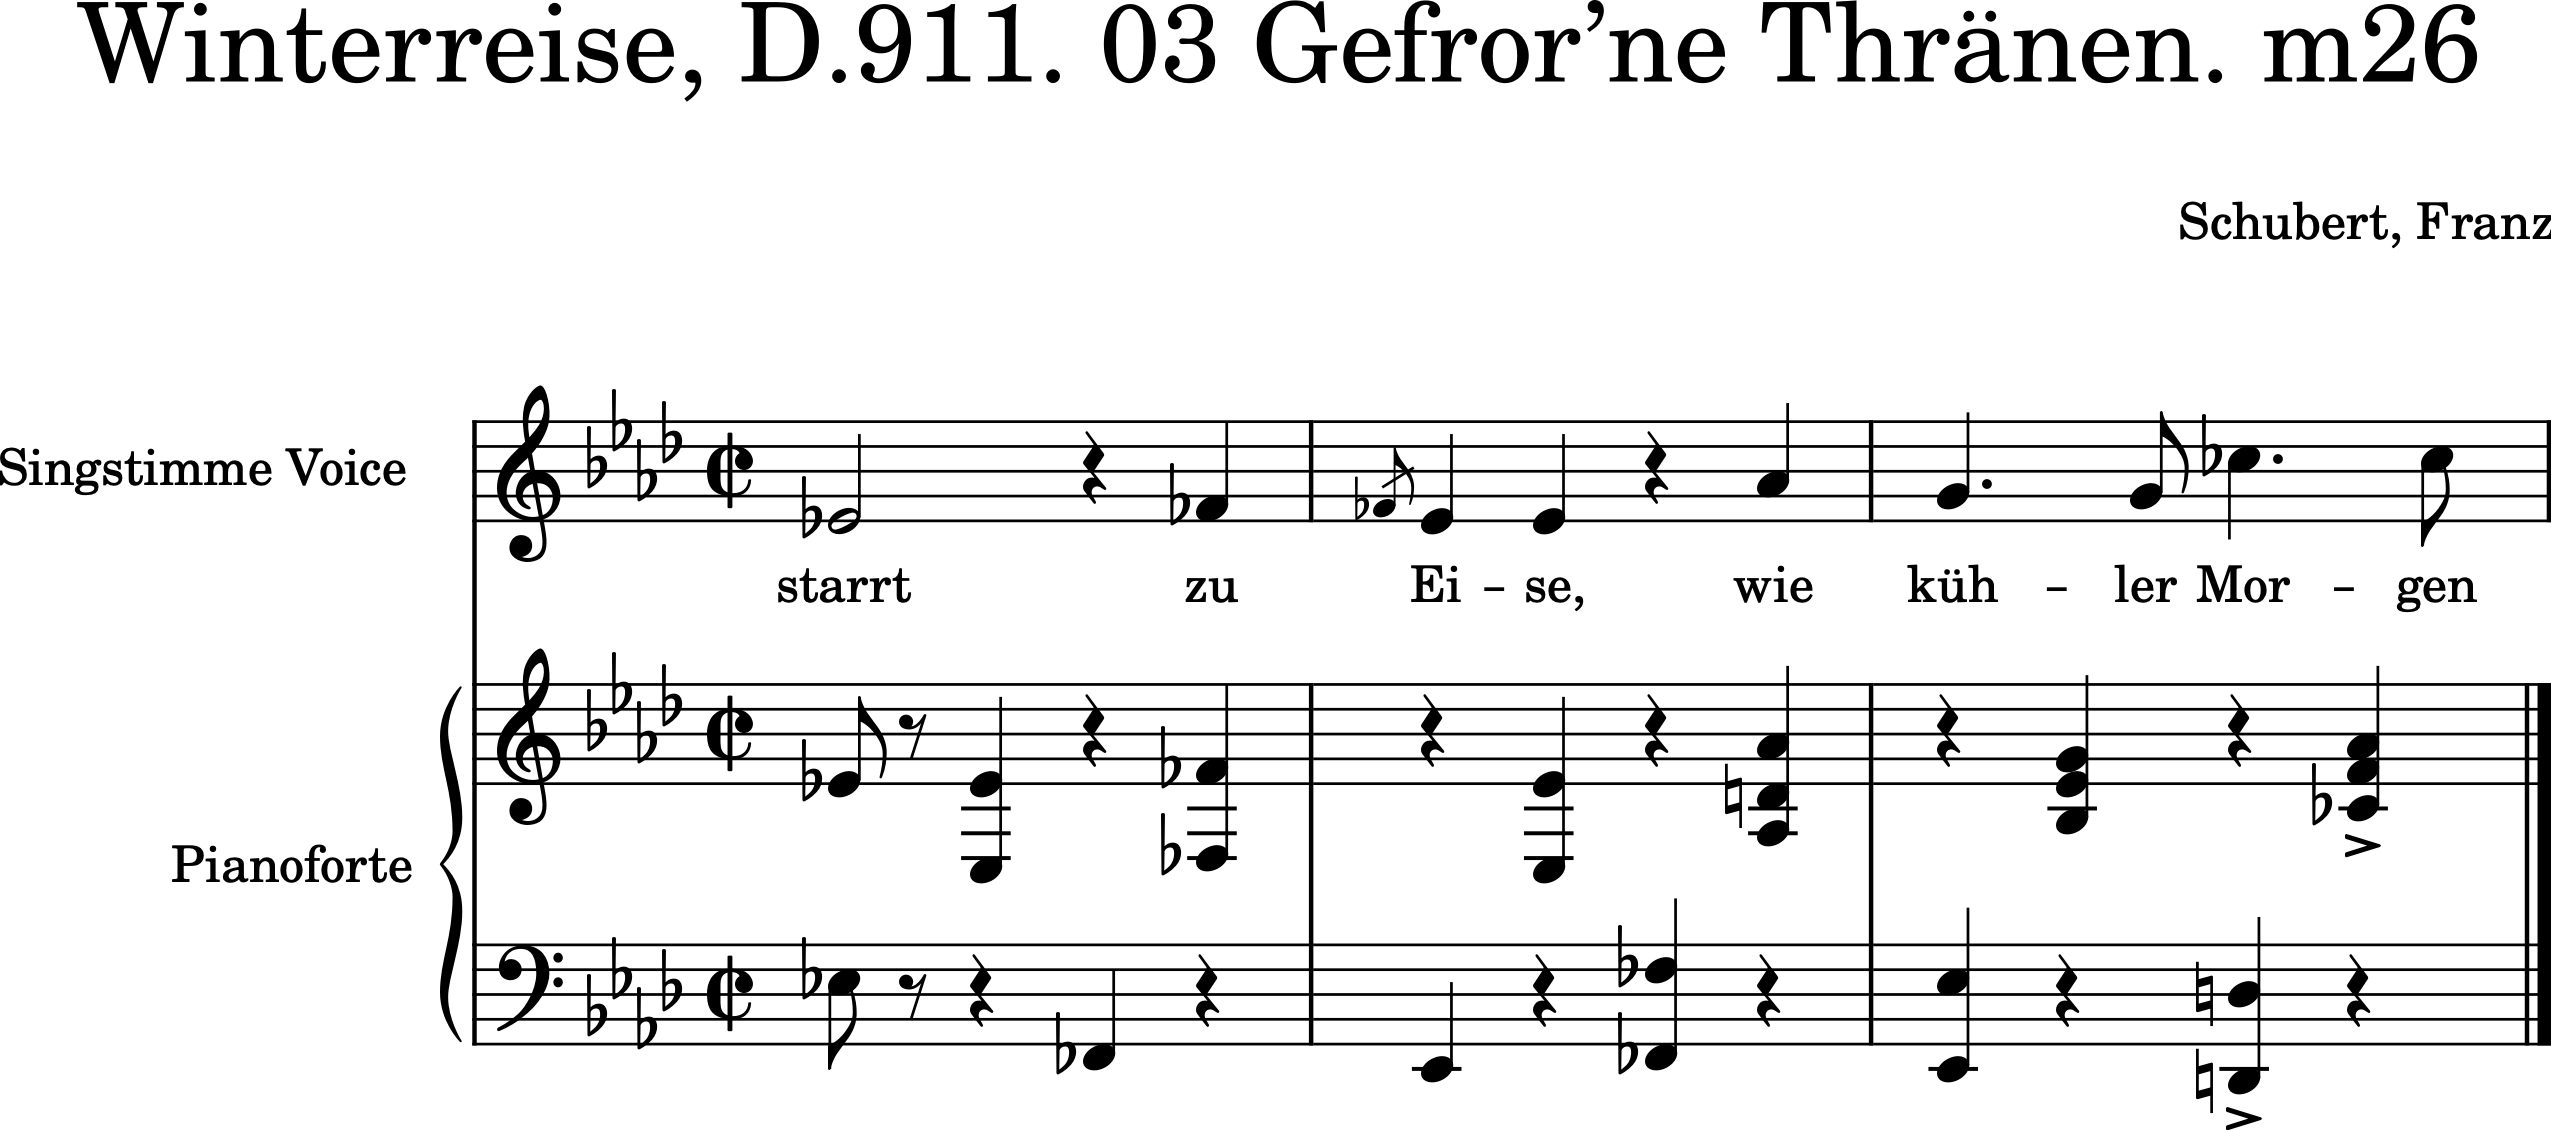 Winterreise, D.911. 03 Gefror’ne Thränen. m26
Schubert, Franz
Singstimme Voice
starrt zu Ei – se, wie küh – ler Mor – gen
Pianoforte